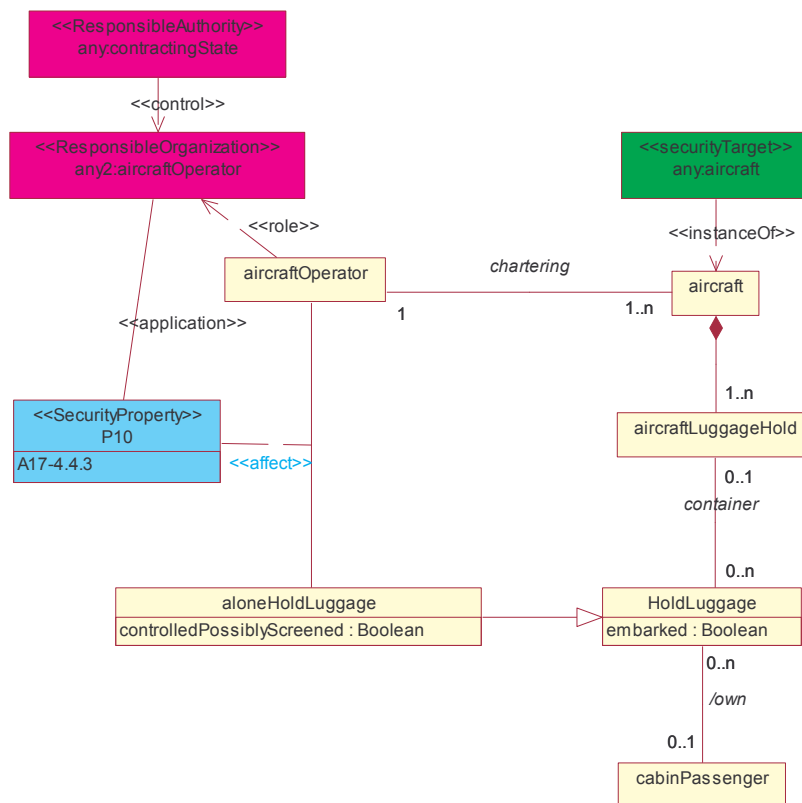 <<ResponsibleAuthority>>
any:contractingState
<<control>>
<<ResponsibleOrganization>>
any2:aircraftOperator
<<securityTarget>>
any:aircraft
<<role>>
<<instanceOf>>
aircraftOperator
chartering
aircraft
1
1..n
<<application>>
1..n
<<SecurityProperty>>
P10
A17-4.4.3
<<affect>>
aircraftLuggageHold
0..1
container
0..n
aloneHoldLuggage
controlledPossiblyScreened : Boolean
HoldLuggage
embarked : Boolean
0..n
/own
0..1
cabinPassenger